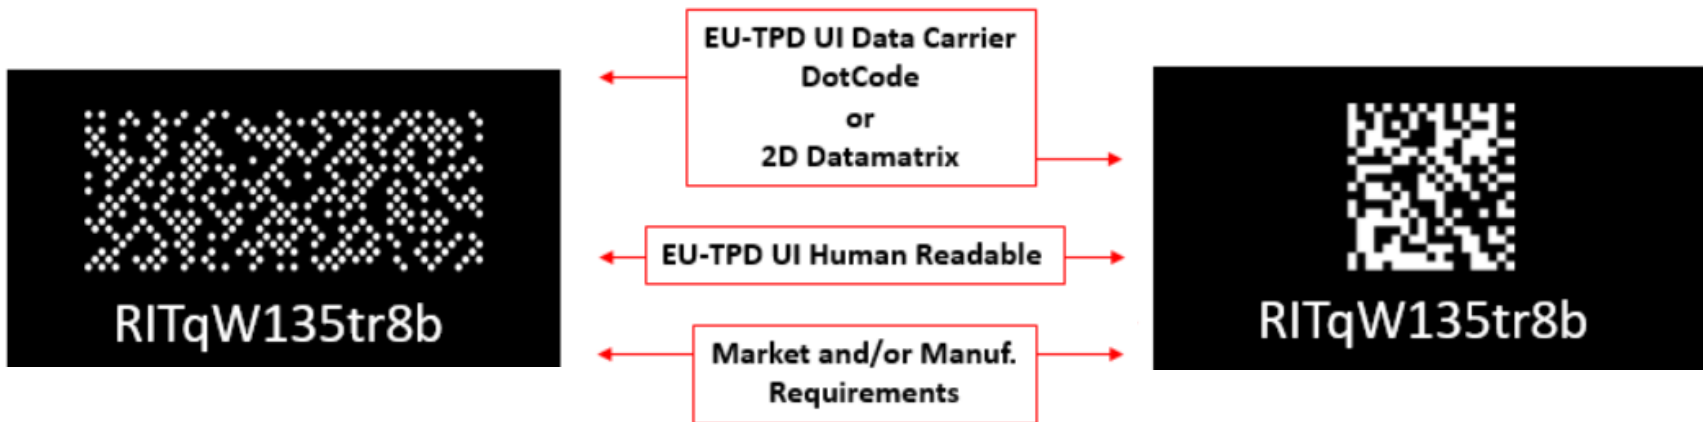 EU-TPD UI Data Carrier
DotCode
or
2D Datamatrix
EU-TPD UI Human Readable
RITqW135tr8b
RITqW135tr8b
Market and/or Manuf.
Requirements